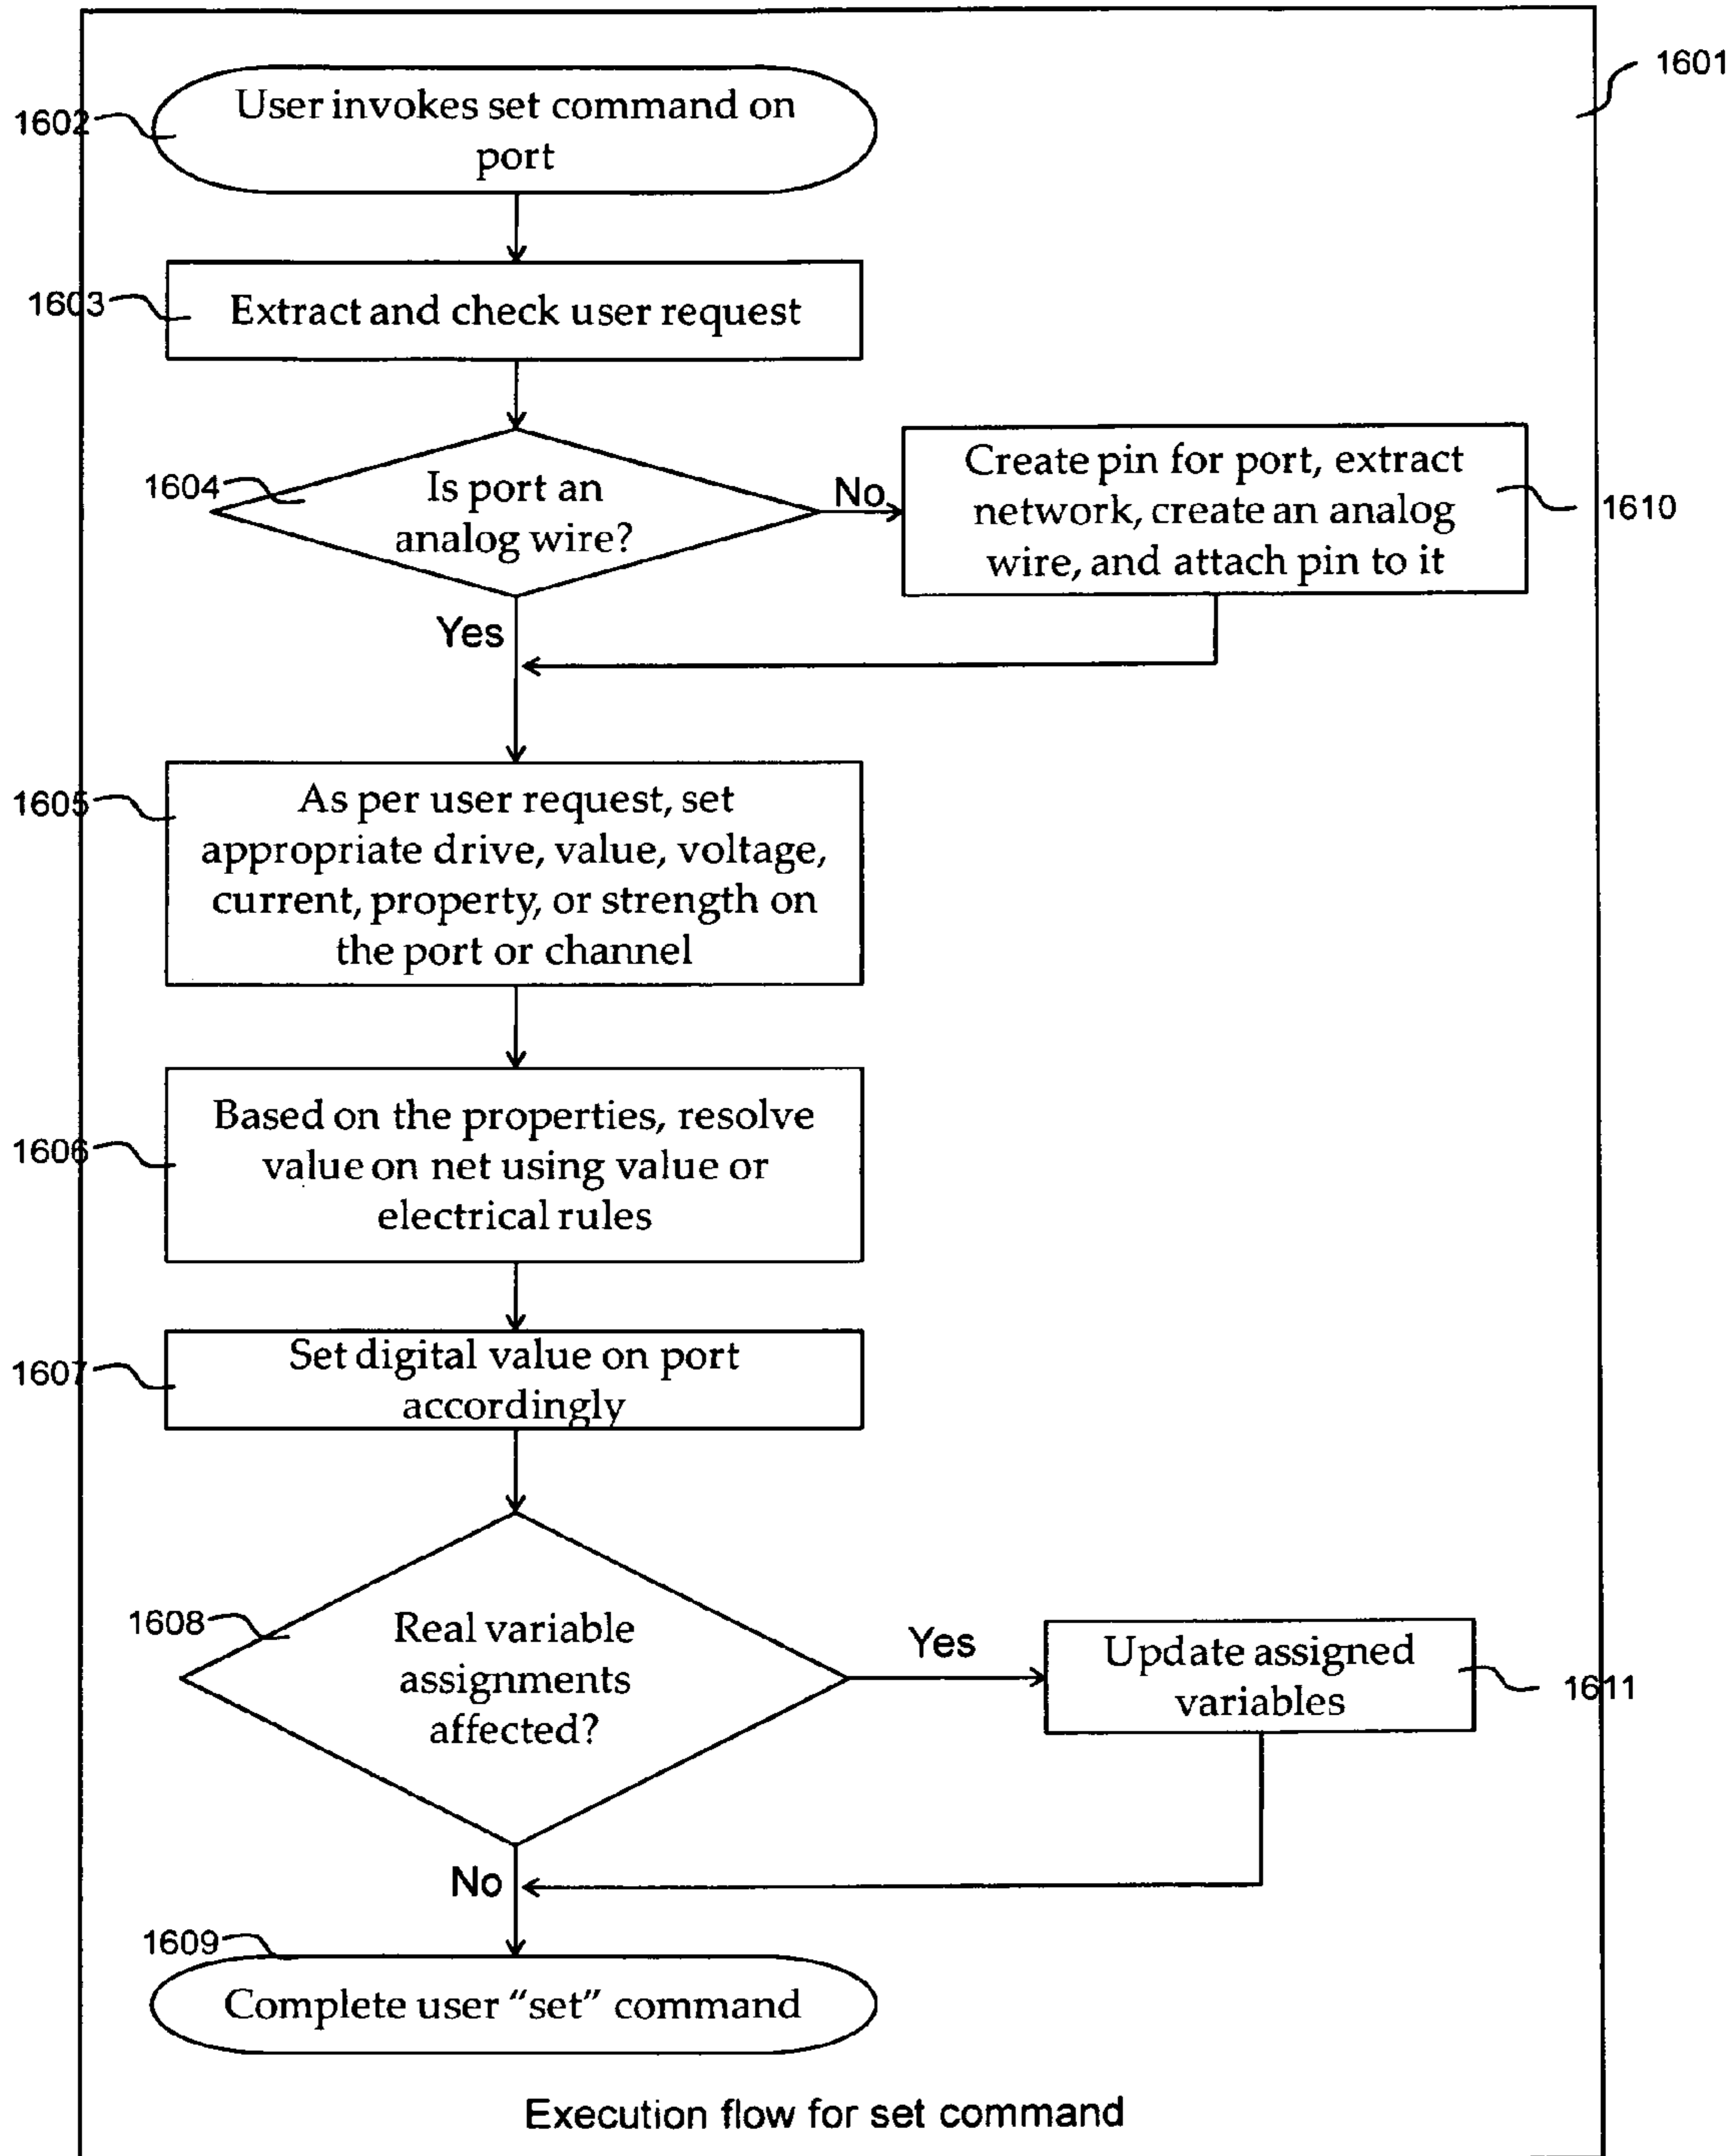 1601
1602
User invokes set command on
port
1603
Extract and check user request
1604
Is port an
analog wire?
No
Create pin for port, extract
network, create an analog
wire, and attach pin to it
1610
Yes
1605
As per user request, set
appropriate drive, value, voltage,
current, property, or strength on
the port or channel
1606
Based on the properties, resolve
value on net using value or
electrical rules
1607
Set digital value on port
accordingly
1608
Real variable
assignments
affected?
Yes
Update assigned
variables
1611
No
1609
Complete user “set” command
Execution flow for set command